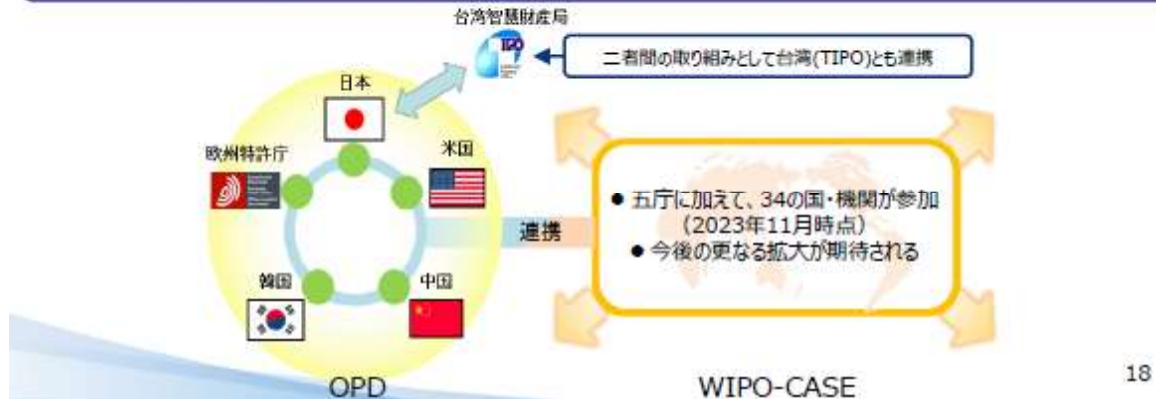 台湾智慧財産局
TIPO
二者間の取り組みとして台湾(TIPO)とも連携
日本
欧州特許庁
米国
● 五庁に加えて、34の国・機関が参加
（2023年11月時点）
● 今後の更なる拡大が期待される
連携
韓国
中国
OPD
WIPO-CASE
18